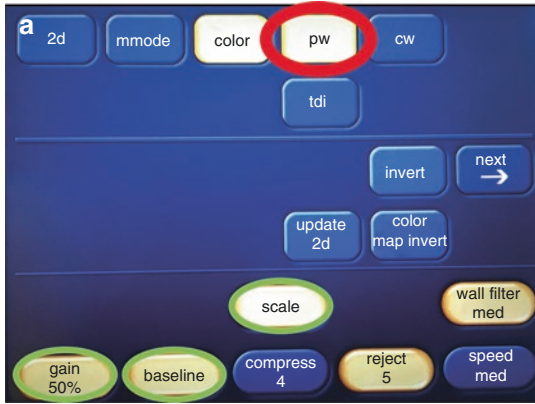 a
2d
mmode
color
pw
cw
tdi
invert
next
update
2d
color
map invert
scale
wall filter
med
gain
50%
baseline
compress
4
reject
5
speed
med